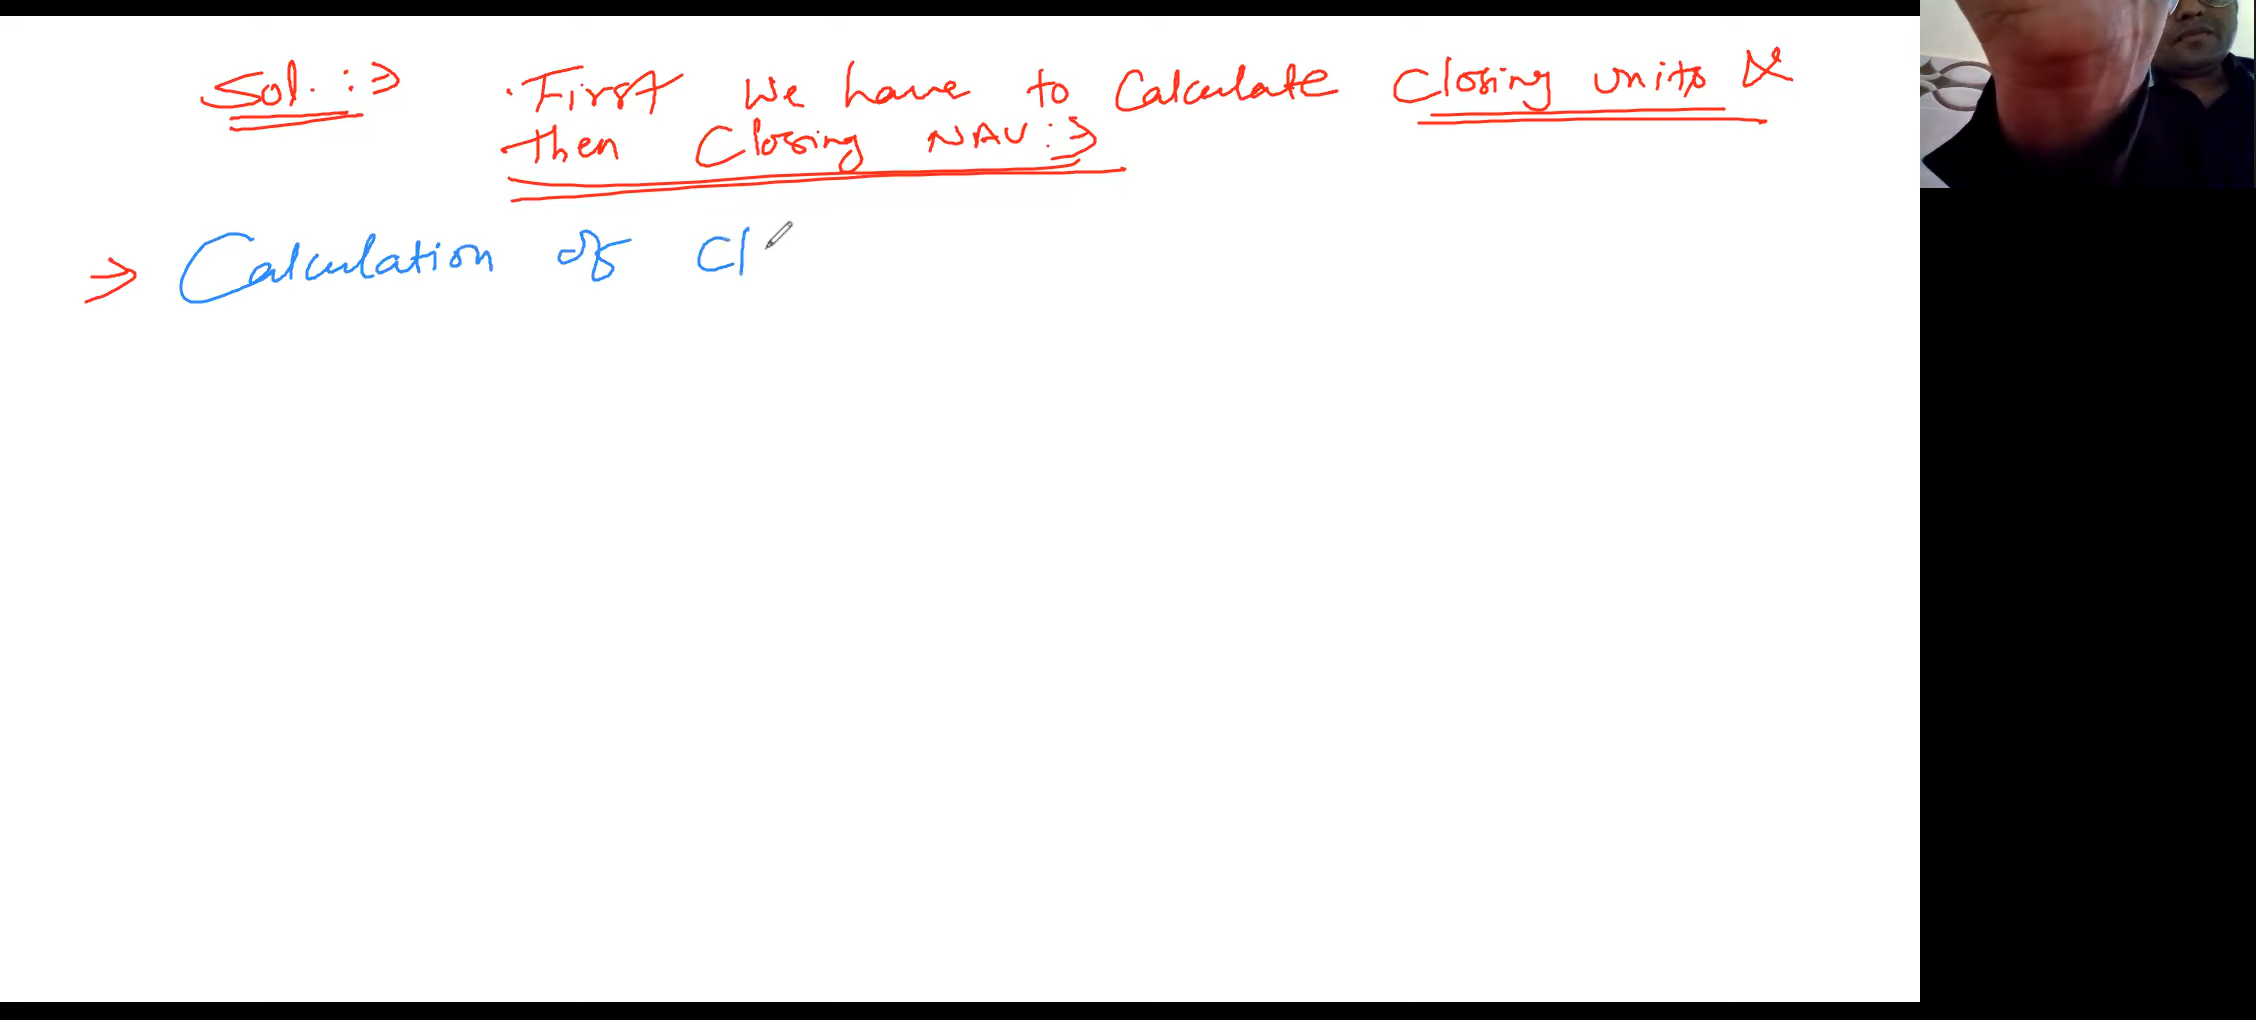 Sol. :⇒ . First we have to Calculate Closing units &
then Closing NAV :⇒
⇒ Calculation of Cl